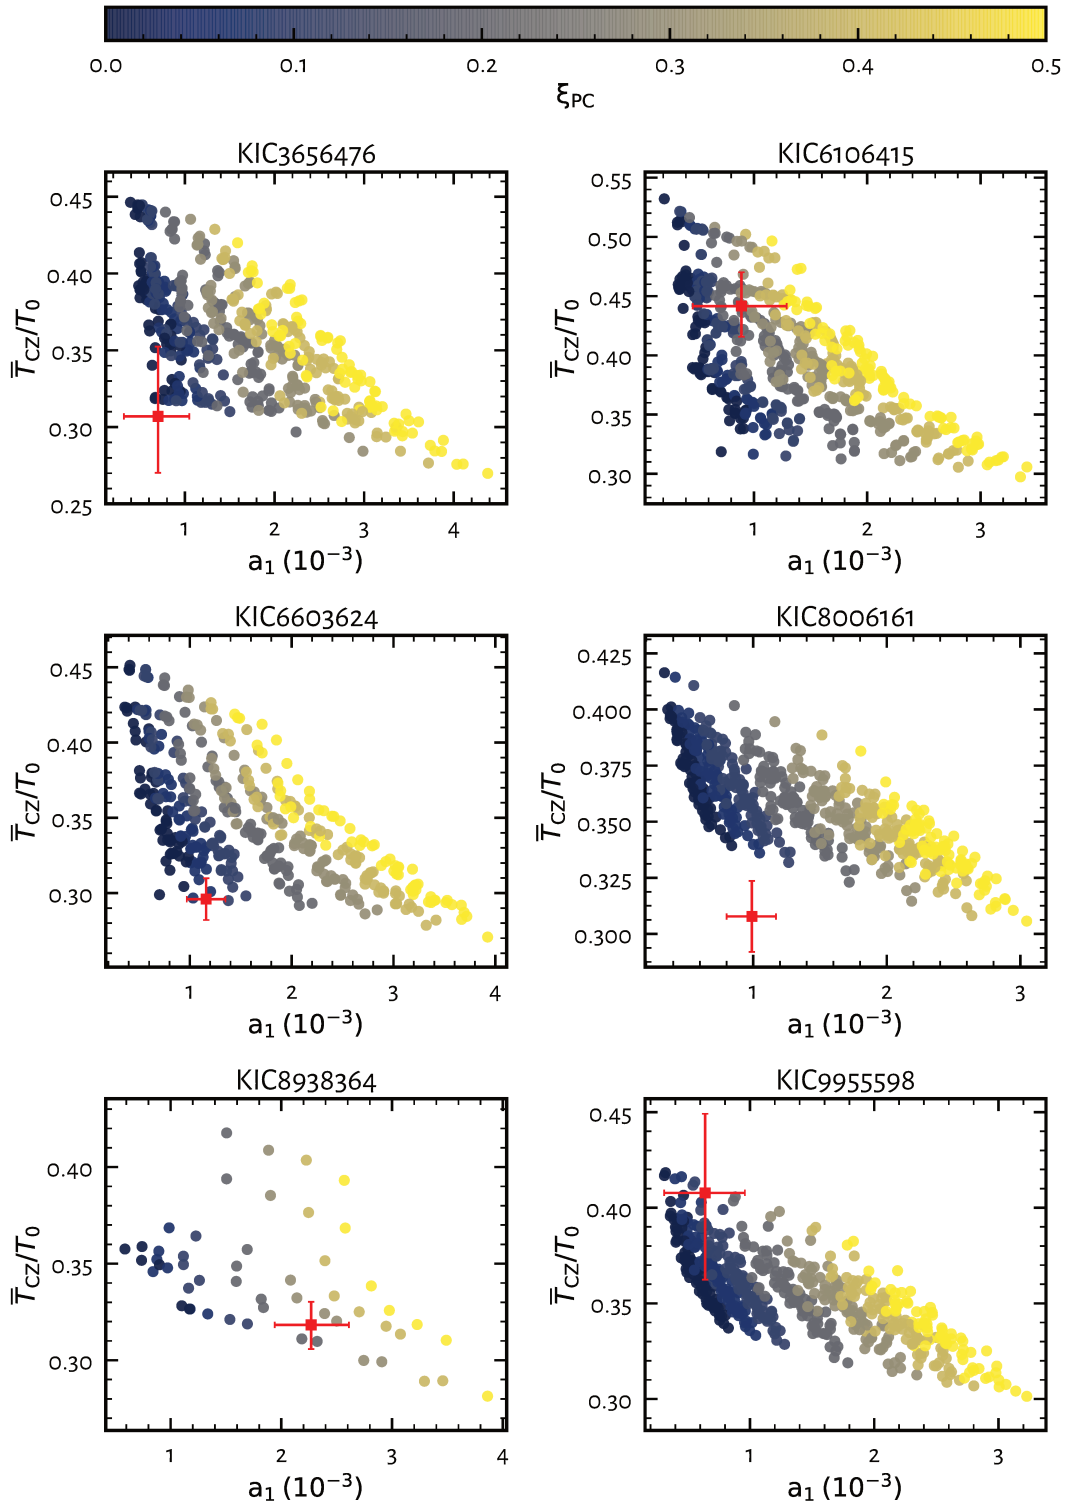 0.0 0.1 0.2 0.3 0.4 0.5
ξPC
KIC3656476 KIC6106415
0.45
0.40
0.35
0.30
0.25
T̿CZ/T0
1 2 3 4
a1 (10−3)
0.55
0.50
0.45
0.40
0.35
0.30
T̿CZ/T0
1 2 3
a1 (10−3)
KIC6603624 KIC8006161
0.45
0.40
0.35
0.30
T̿CZ/T0
1 2 3 4
a1 (10−3)
0.425
0.400
0.375
0.350
0.325
0.300
T̿CZ/T0
1 2 3
a1 (10−3)
KIC8938364 KIC9955598
0.40
0.35
0.30
T̿CZ/T0
1 2 3 4
a1 (10−3)
0.45
0.40
0.35
0.30
T̿CZ/T0
1 2 3
a1 (10−3)